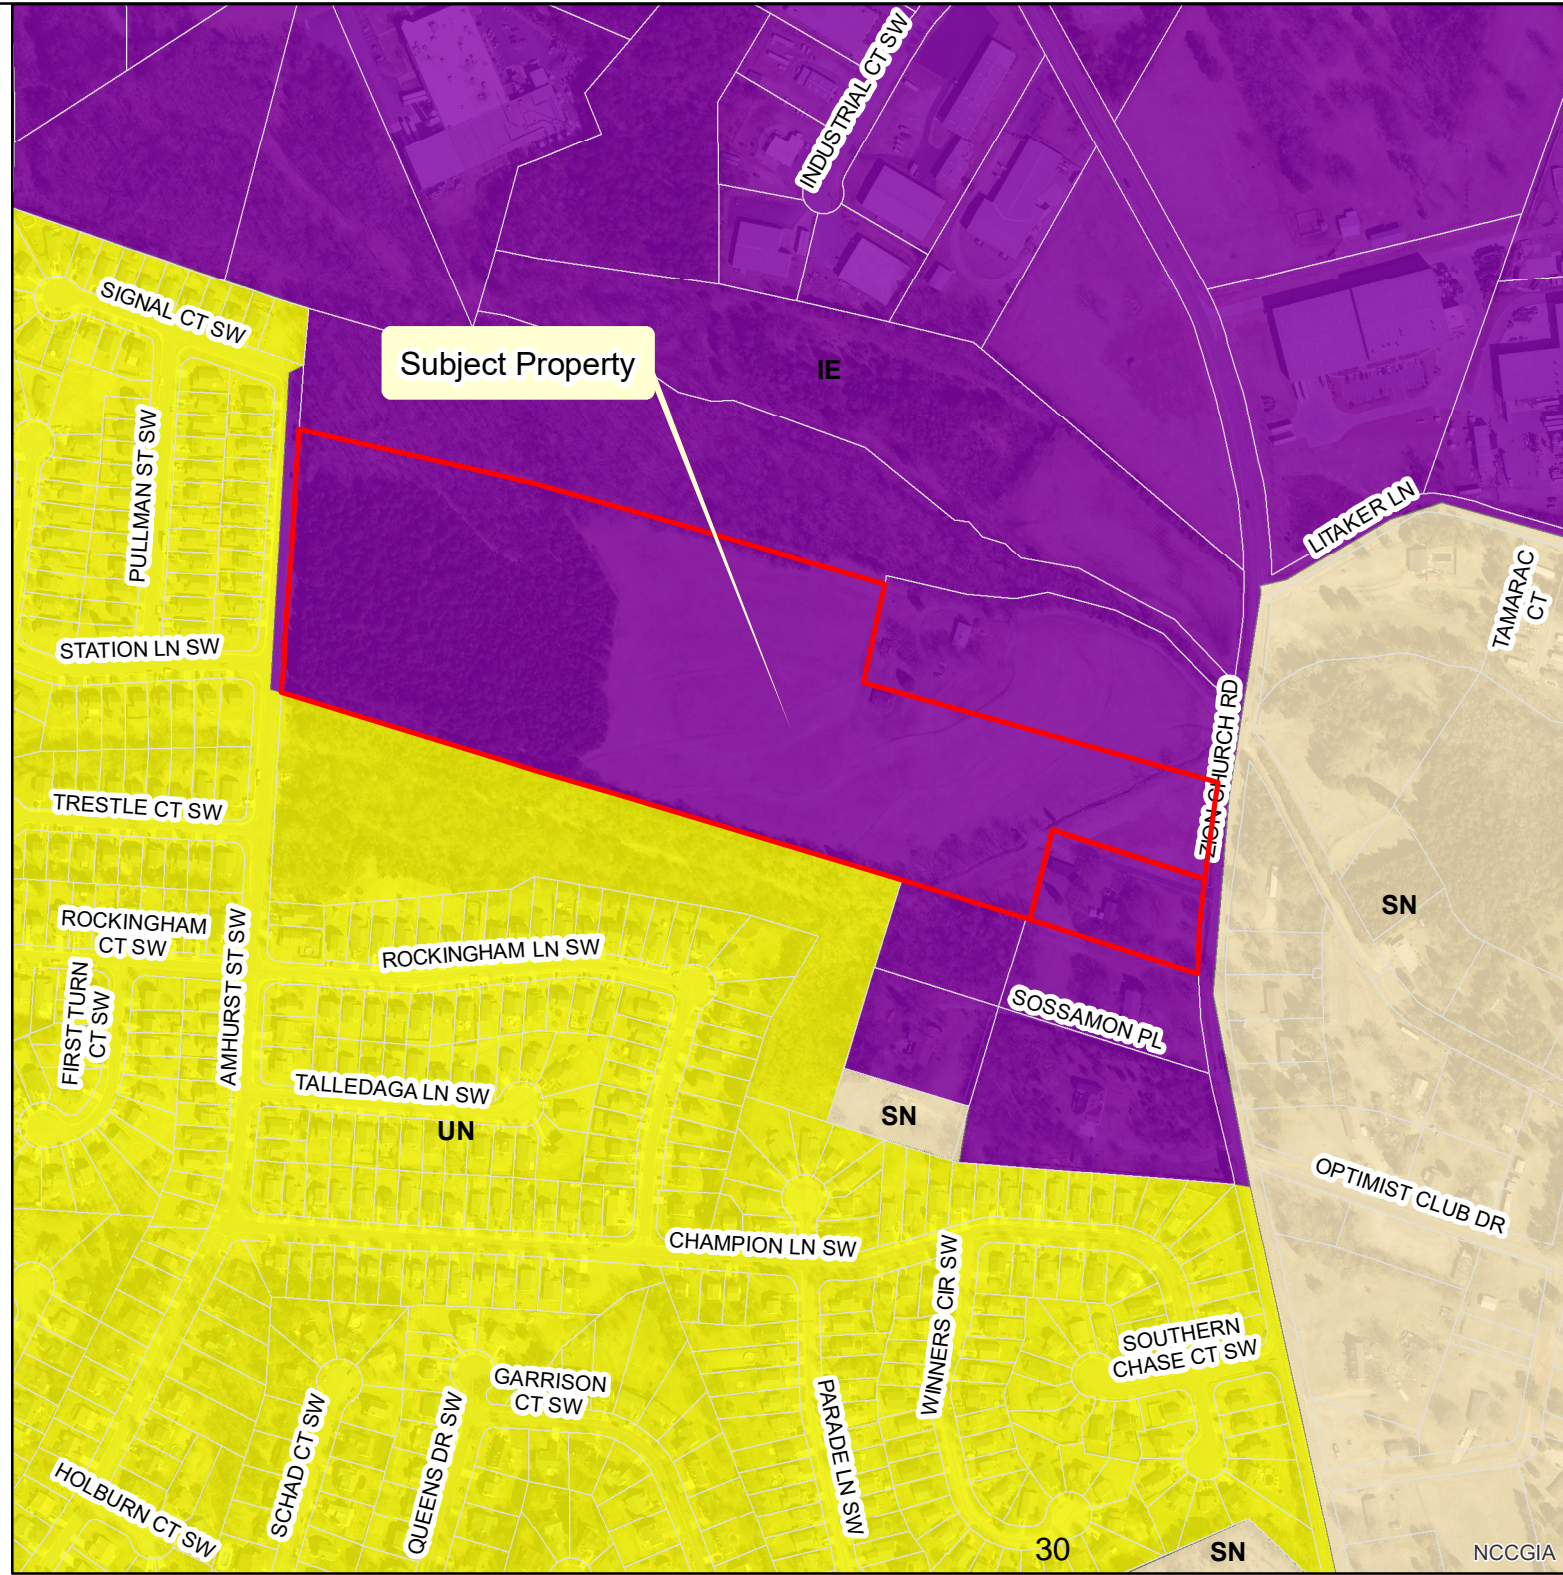 INDUSTRIAL CT SW
SIGNAL CT SW
Subject Property
IE
PULLMAN ST SW
LITAKER LN
TAMARAC
CT
STATION LN SW
ZION CHURCH RD
TRESTLE CT SW
SN
ROCKINGHAM
CT SW
ROCKINGHAM LN SW
AMHURST ST SW
FIRST TURN
CT SW
SOSSAMON PL
TALLEDAGA LN SW
UN
SN
OPTIMIST CLUB DR
CHAMPION LN SW
WINNERS CIR SW
SOUTHERN
CHASE CT SW
GARRISON
CT SW
PARADE LN SW
SCHAD CT SW
QUEENS DR SW
HOLBURN CT SW
30
SN
NCCGIA